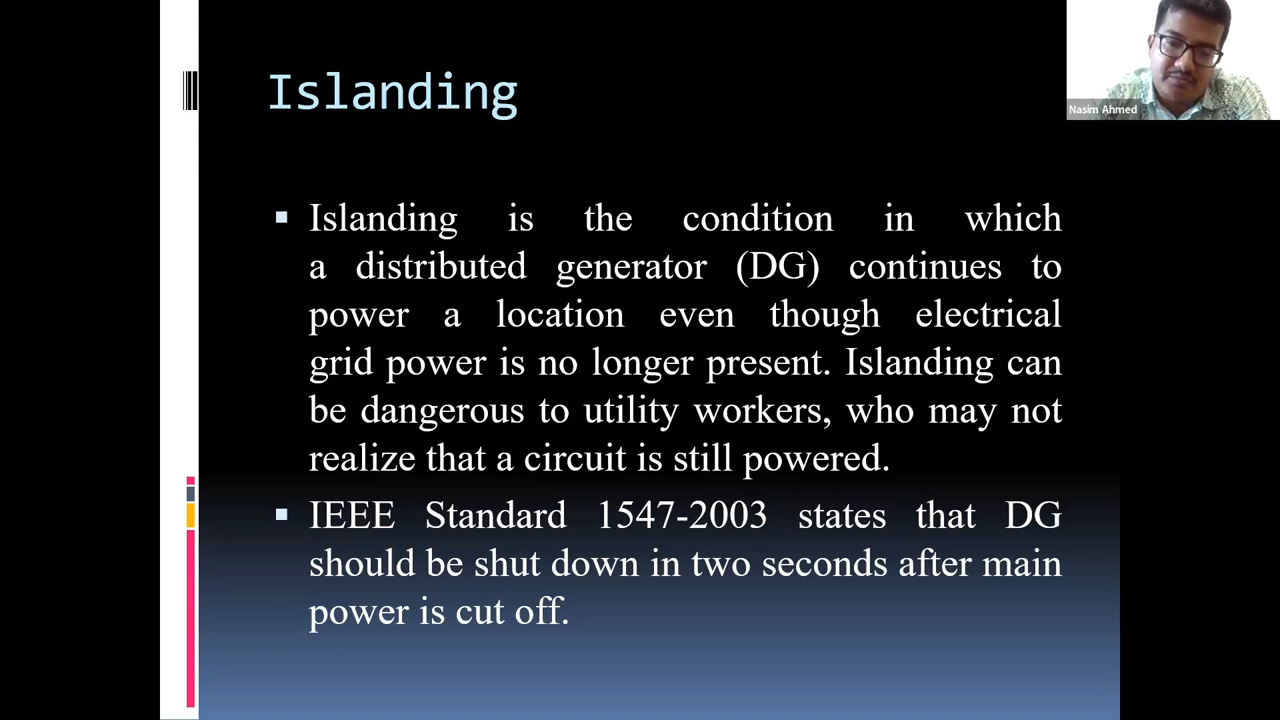 Islanding
Nasim Ahmed
Islanding is the condition in which
a distributed generator (DG) continues to
power a location even though electrical
grid power is no longer present. Islanding can
be dangerous to utility workers, who may not
realize that a circuit is still powered.
IEEE Standard 1547-2003 states that DG
should be shut down in two seconds after main
power is cut off.